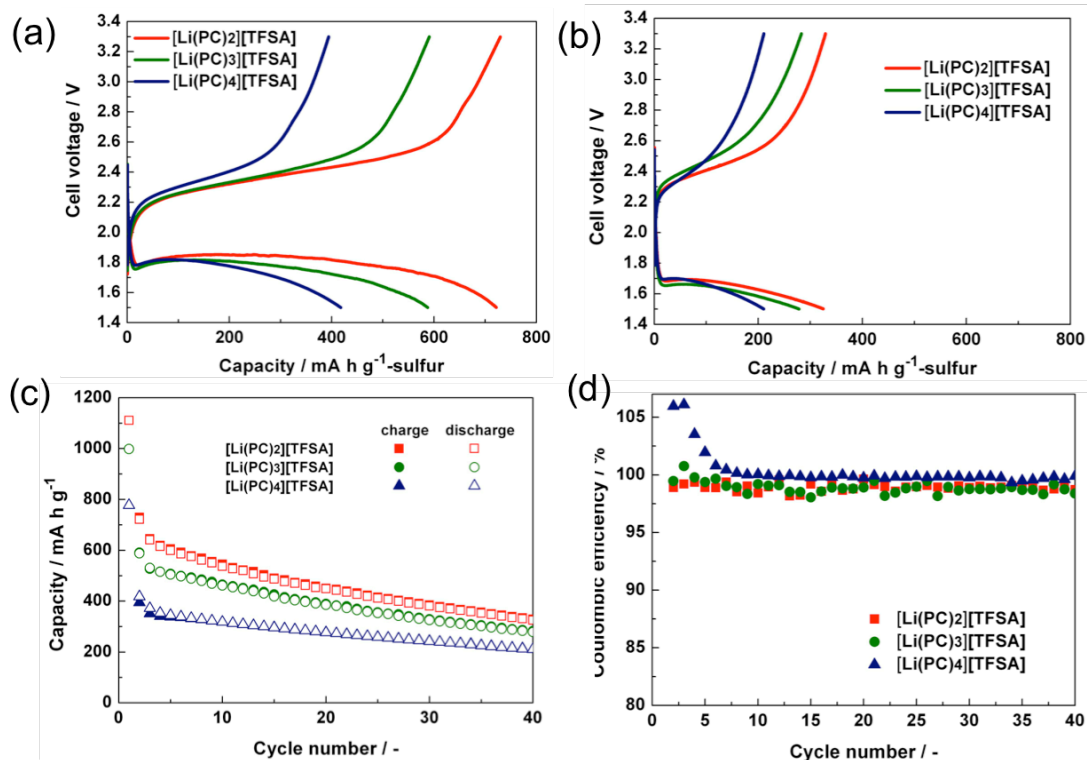 (a)
[Li(PC)2][TFSA]
[Li(PC)3][TFSA]
[Li(PC)4][TFSA]
Cell voltage / V
3.4
3.2
3.0
2.8
2.6
2.4
2.2
2.0
1.8
1.6
1.4
0
200
400
600
800
Capacity / mA h g⁻¹-sulfur
(b)
[Li(PC)2][TFSA]
[Li(PC)3][TFSA]
[Li(PC)4][TFSA]
Cell voltage / V
3.4
3.2
3.0
2.8
2.6
2.4
2.2
2.0
1.8
1.6
1.4
0
200
400
600
800
Capacity / mA h g⁻¹-sulfur
(c)
charge discharge
[Li(PC)2][TFSA]
[Li(PC)3][TFSA]
[Li(PC)4][TFSA]
Capacity / mA h g⁻¹
1200
1000
800
600
400
200
0
0
10
20
30
40
Cycle number / -
(d)
[Li(PC)2][TFSA]
[Li(PC)3][TFSA]
[Li(PC)4][TFSA]
Coulombic efficiency / %
105
100
95
90
85
80
0
5
10
15
20
25
30
35
40
Cycle number / -